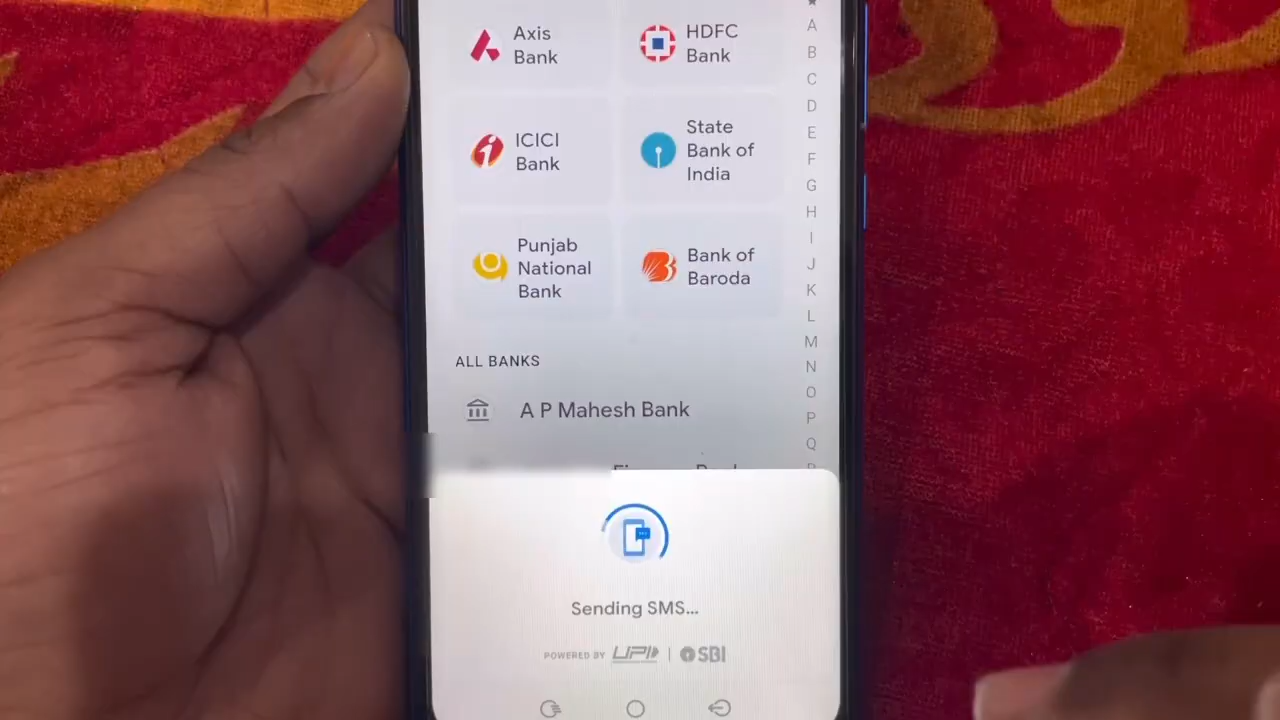 Axis
Bank
HDFC
Bank
ICICI
Bank
State
Bank of
India
Punjab
National
Bank
Bank of
Baroda
ALL BANKS
A P Mahesh Bank
Sending SMS...
POWERED BY UPI | SBI
A
B
C
D
E
F
G
H
I
J
K
L
M
N
O
P
Q